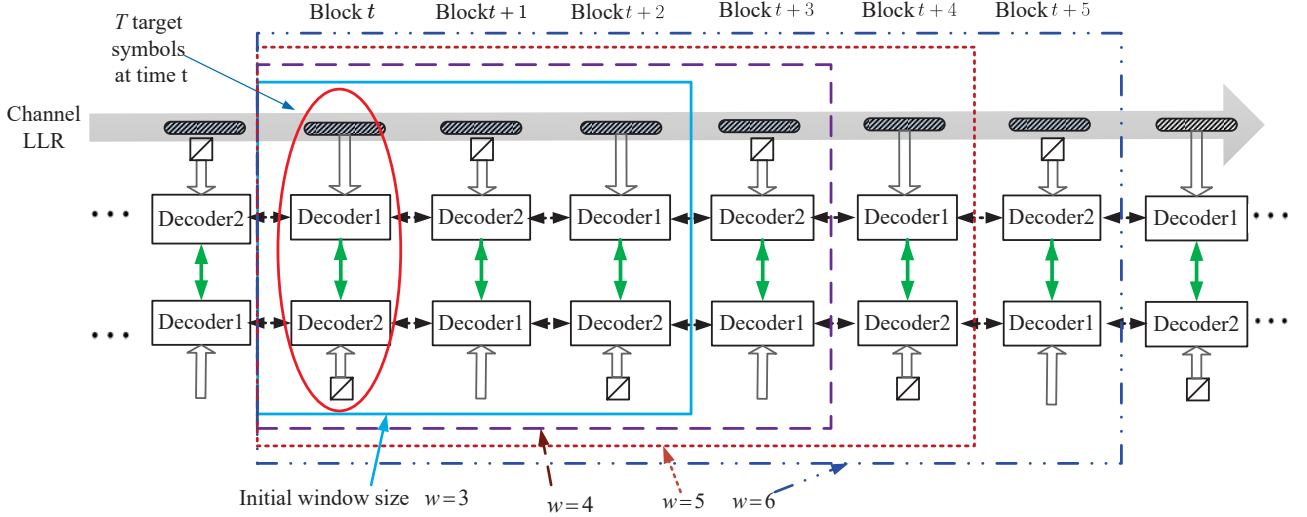 T target
symbols
at time t
Block t
Block t + 1
Block t + 2
Block t + 3
Block t + 4
Block t + 5
Channel
LLR
Decoder2
Decoder1
Decoder2
Decoder1
Decoder2
Decoder1
Decoder2
Decoder1
Decoder1
Decoder2
Decoder1
Decoder2
Decoder1
Decoder2
Decoder1
Decoder2
Initial window size w=3
w=4
w=5
w=6